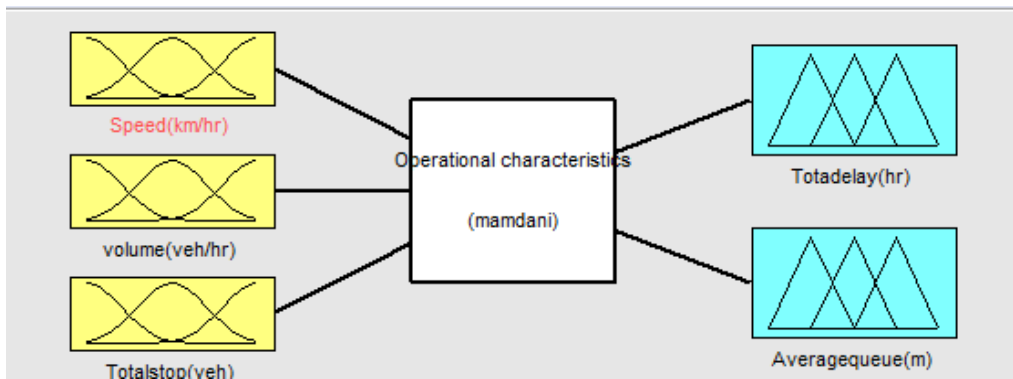 Speed(km/hr)
volume(veh/hr)
Totalstop(veh)
Operational characteristics
(mamdani)
Totadelay(hr)
Averagequeue(m)